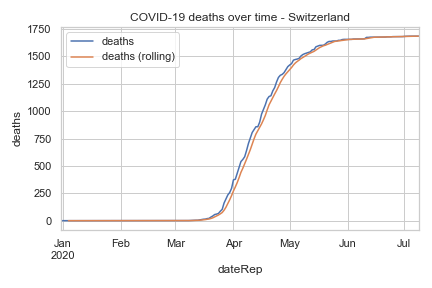 COVID-19 deaths over time - Switzerland
deaths
deaths (rolling)
1750
1500
1250
1000
750
500
250
0
deaths
Jan
2020
Feb
Mar
Apr
May
Jun
Jul
dateRep